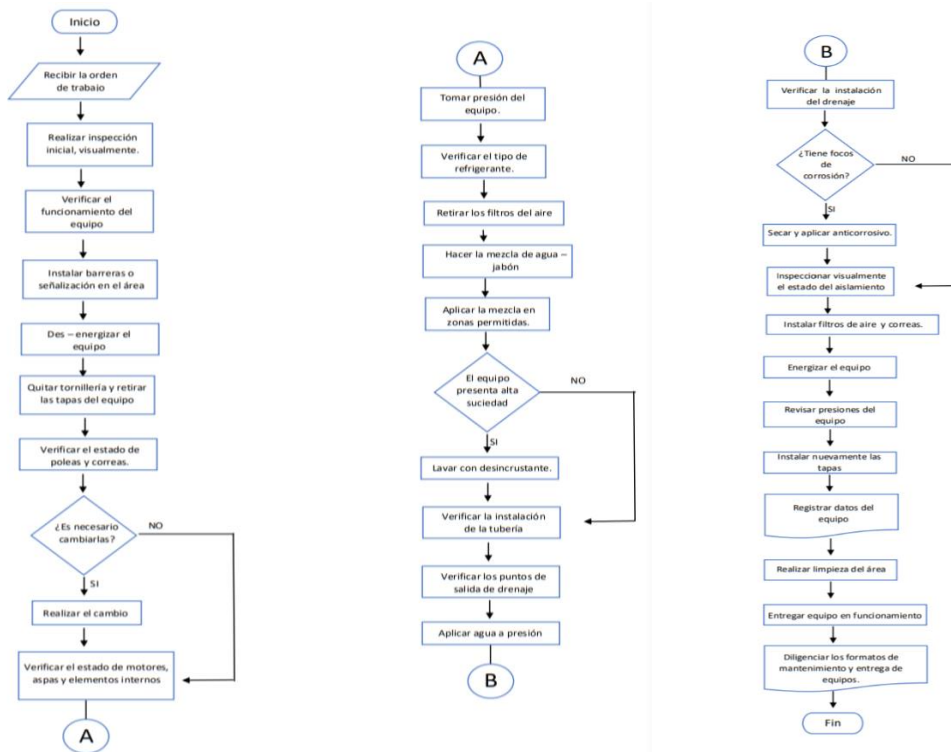 Inicio
Recibir la orden
de trabajo
Realizar inspección
inicial, visualmente.
Verificar el
funcionamiento del
equipo
Instalar barreras o
señalización en el área
Des – energizar el
equipo
Quitar tornillería y retirar
las tapas del equipo
Verificar el estado de
poleas y correas.
¿Es necesario
cambiarlas?
NO
SI
Realizar el cambio
Verificar el estado de motores,
aspas y elementos internos
A
A
Tomar presión del
equipo.
Verificar el tipo de
refrigerante.
Retirar los filtros del aire
Hacer la mezcla de agua –
jabón
Aplicar la mezcla en
zonas permitidas.
El equipo
presenta alta
suciedad
NO
SI
Lavar con desincrustante.
Verificar la instalación
de la tubería
Verificar los puntos de
salida de drenaje
Aplicar agua a presión
B
B
Verificar la instalación
del drenaje
¿Tiene focos
de
corrosión?
NO
SI
Secar y aplicar anticorrosivo.
Inspeccionar visualmente
el estado del aislamiento
Instalar filtros de aire y correas.
Energizar el equipo
Revisar presiones del
equipo
Instalar nuevamente las
tapas
Registrar datos del
equipo
Realizar limpieza del área
Entregar equipo en funcionamiento
Diligenciar los formatos de
mantenimiento y entrega de
equipos.
Fin